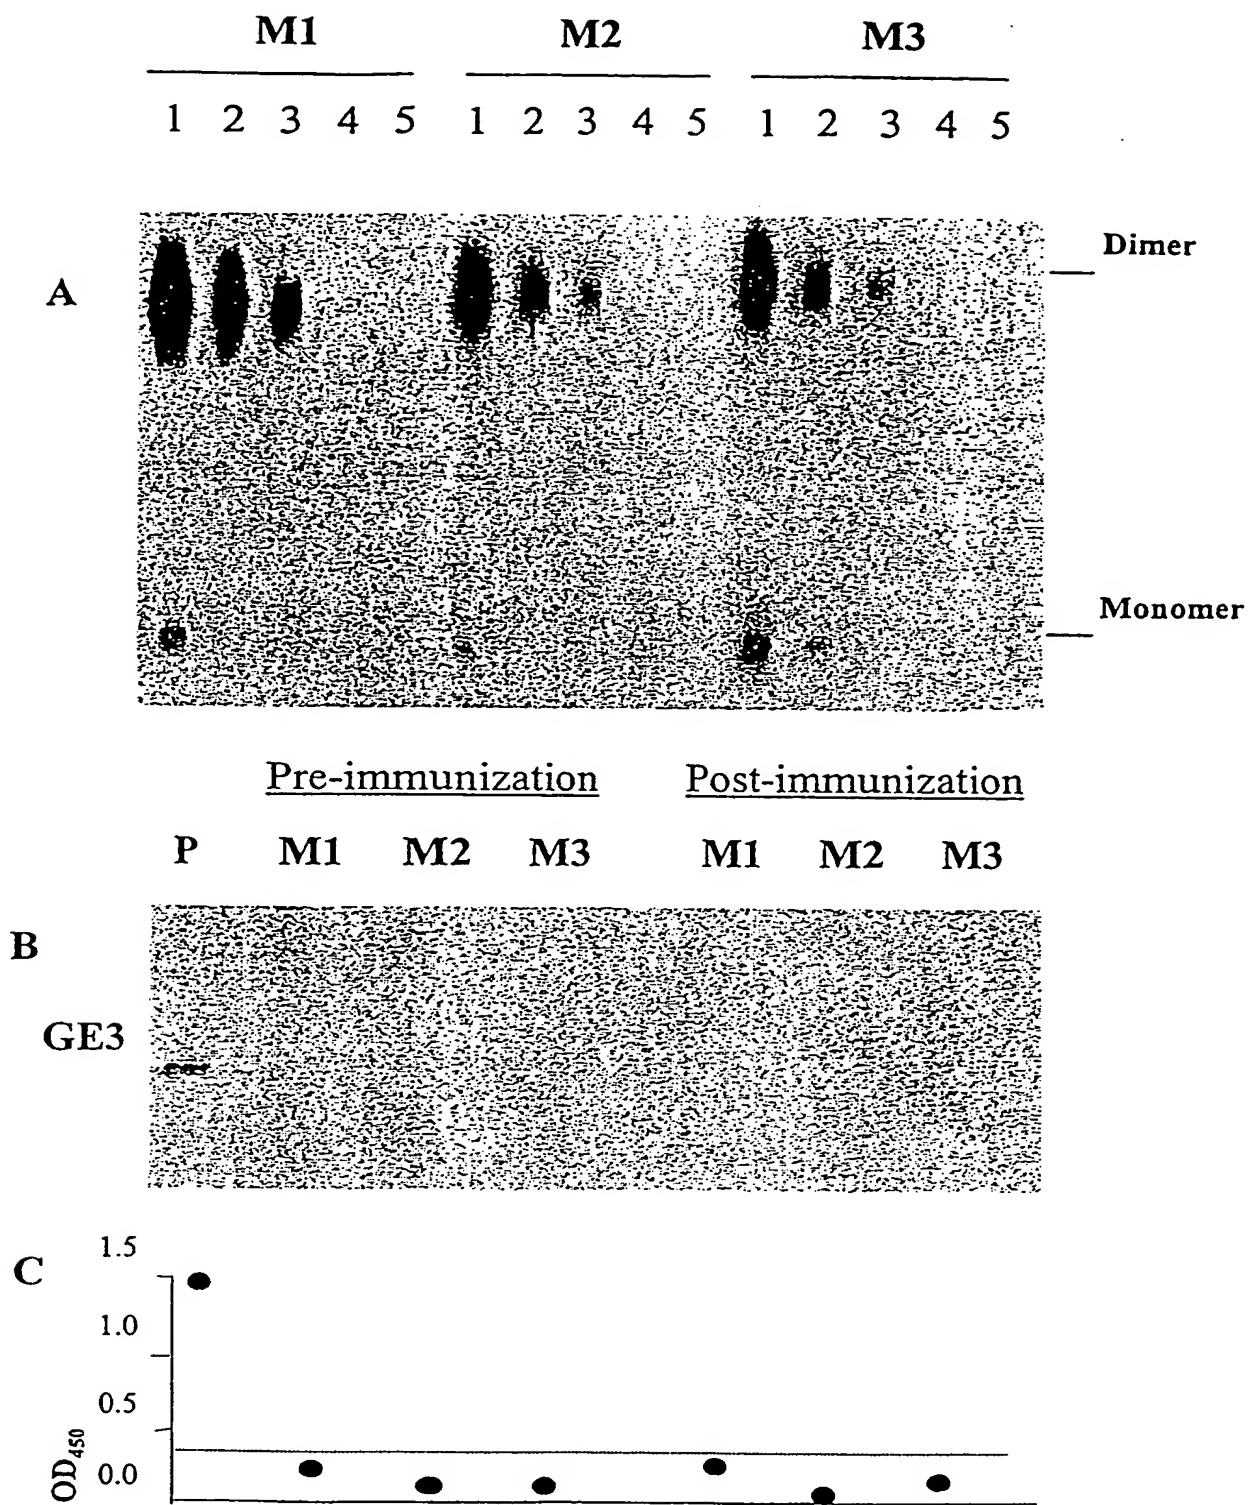 M1 M2 M3
1 2 3 4 5 1 2 3 4 5 1 2 3 4 5
Dimer
A
Monomer
Pre-immunization Post-immunization
P M1 M2 M3 M1 M2 M3
B
GE3
C
1.5
1.0
0.5
0.0
OD450